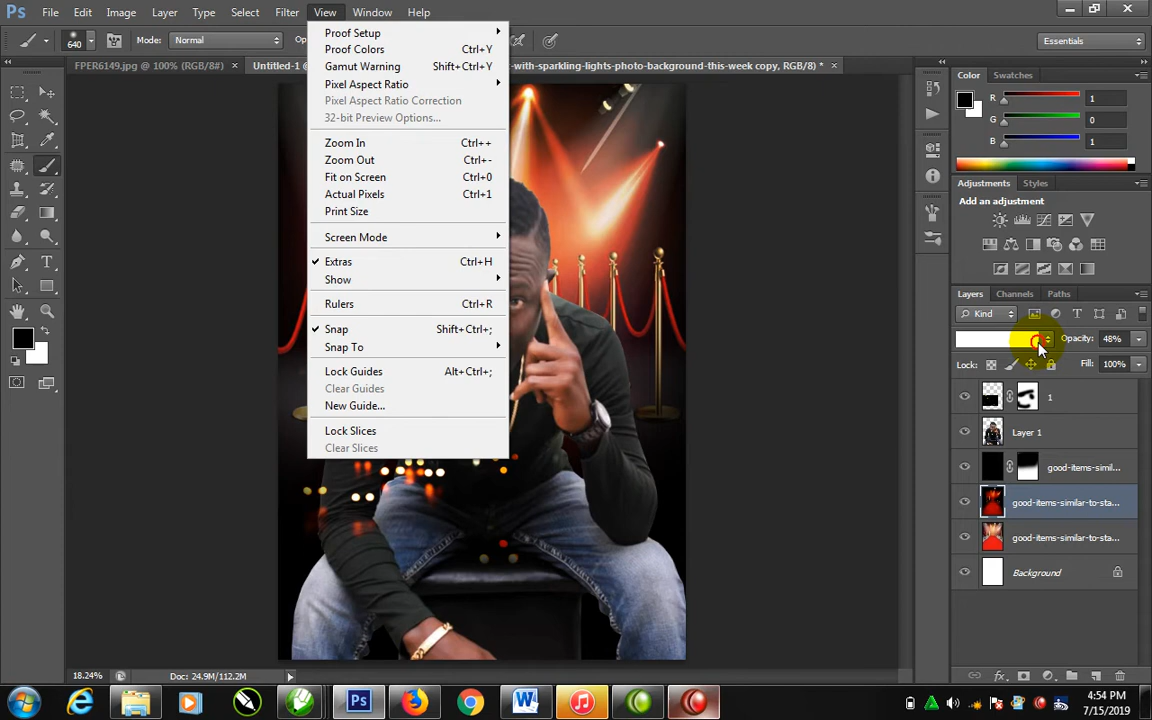 Ps File Edit Image Layer Type Select Filter View Window Help
640 Mode: Normal Op Essentials
FPER6149.jpg @ 100% (RGB/8#) × Untitled-1 @ -with-sparkling-lights-photo-background-this-week copy, RGB/8) * ×
Proof Setup
Proof Colors Ctrl+Y
Gamut Warning Shift+Ctrl+Y
Pixel Aspect Ratio
Pixel Aspect Ratio Correction
32-bit Preview Options...
Zoom In Ctrl++
Zoom Out Ctrl+-
Fit on Screen Ctrl+0
Actual Pixels Ctrl+1
Print Size
Screen Mode
Extras Ctrl+H
Show
Rulers Ctrl+R
Snap Shift+Ctrl+;
Snap To
Lock Guides Alt+Ctrl+;
Clear Guides
New Guide...
Lock Slices
Clear Slices
Color Swatches
R 1
G 0
B 1
Adjustments Styles
Add an adjustment
Layers Channels Paths
Kind
Opacity: 48%
Lock: Fill: 100%
1
Layer 1
good-items-simil...
good-items-similar-to-sta...
good-items-similar-to-sta...
Background
fx
18.24% Doc: 24.9M/112.2M
Ps W
4:54 PM
7/15/2019